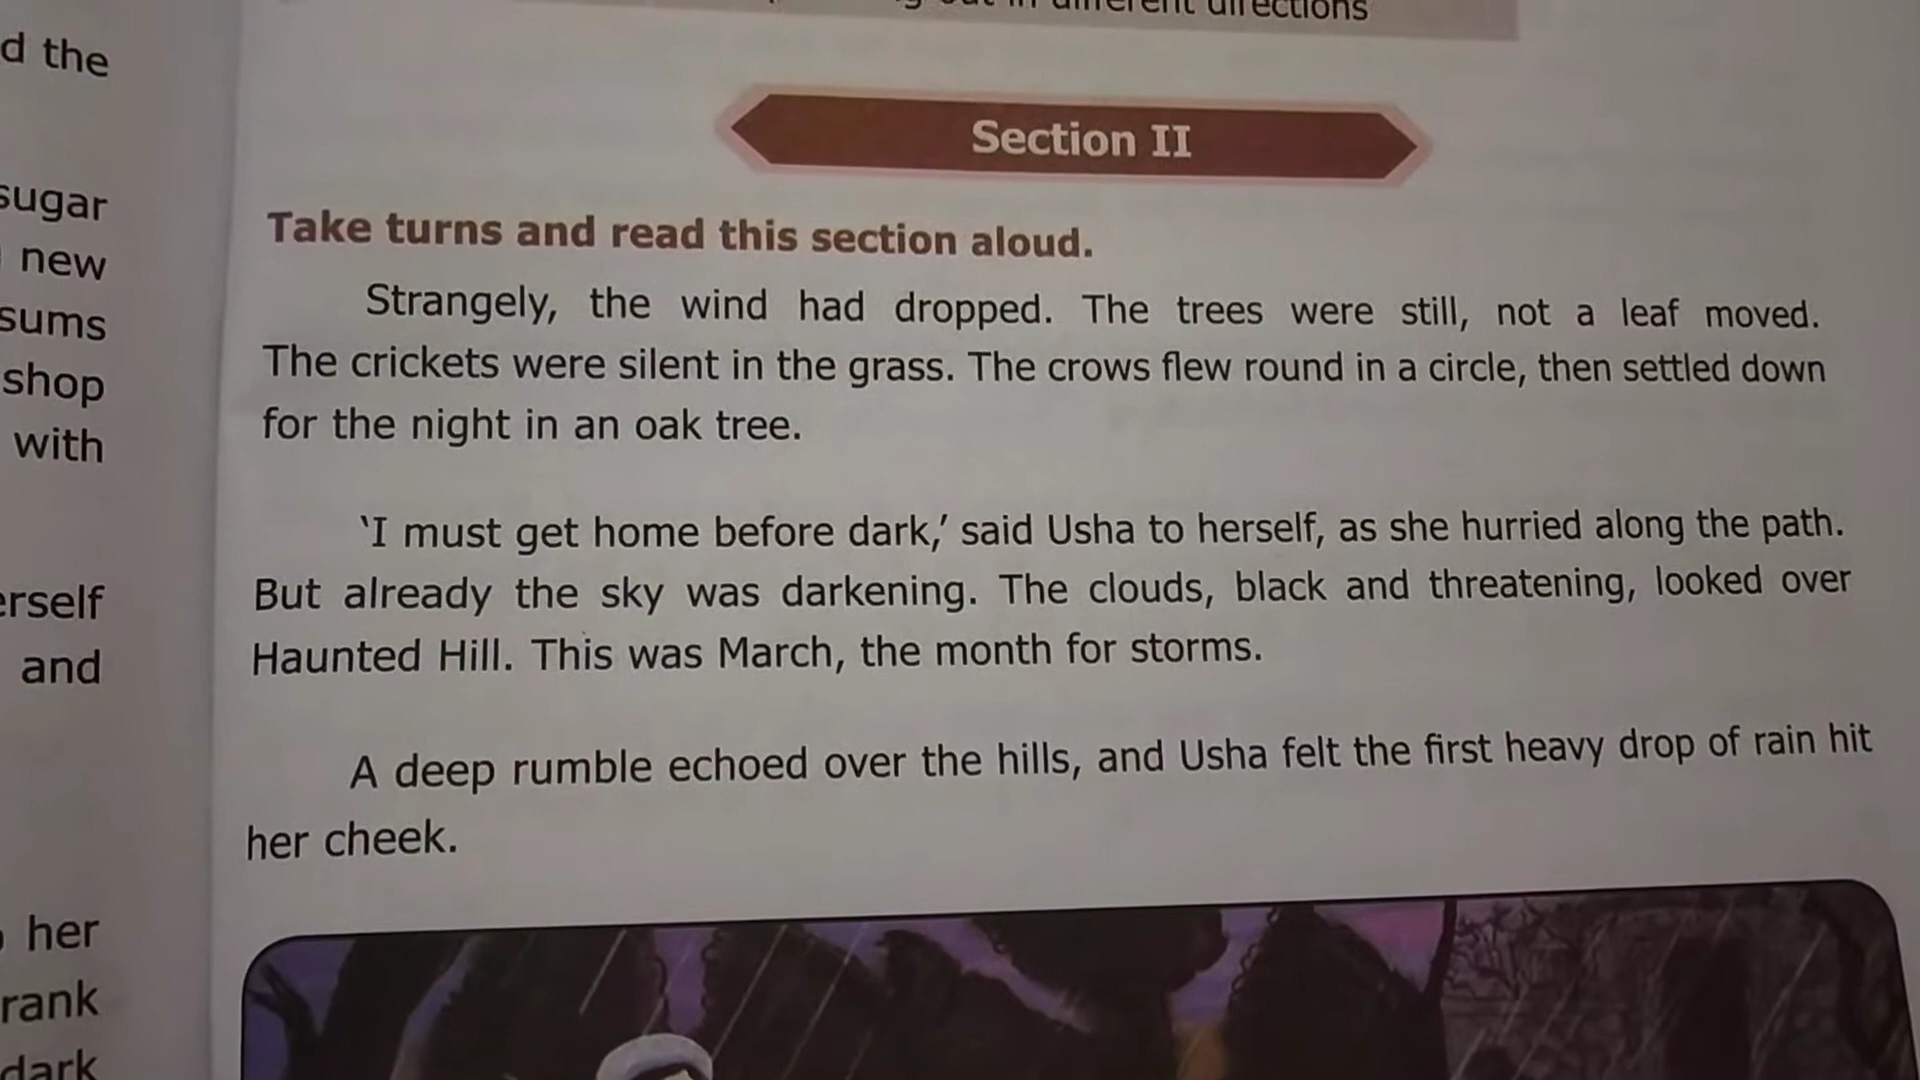 d the
sugar
new
sums
shop
with
erself
and
her
rank
dark
in different directions
Section II
Take turns and read this section aloud.
Strangely, the wind had dropped. The trees were still, not a leaf moved.
The crickets were silent in the grass. The crows flew round in a circle, then settled down
for the night in an oak tree.
‘I must get home before dark,’ said Usha to herself, as she hurried along the path.
But already the sky was darkening. The clouds, black and threatening, looked over
Haunted Hill. This was March, the month for storms.
A deep rumble echoed over the hills, and Usha felt the first heavy drop of rain hit
her cheek.